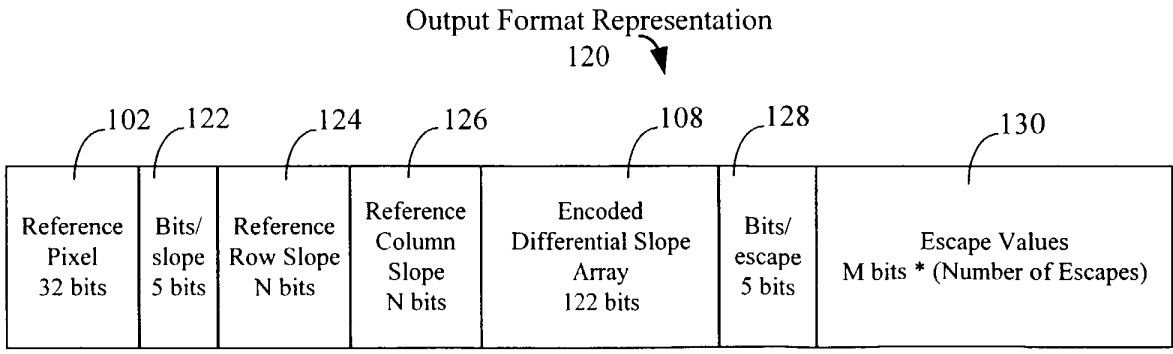 Output Format Representation
120
102
122
124
126
108
128
130
Reference
Pixel
32 bits
Bits/
slope
5 bits
Reference
Row Slope
N bits
Reference
Column
Slope
N bits
Encoded
Differential Slope
Array
122 bits
Bits/
escape
5 bits
Escape Values
M bits * (Number of Escapes)